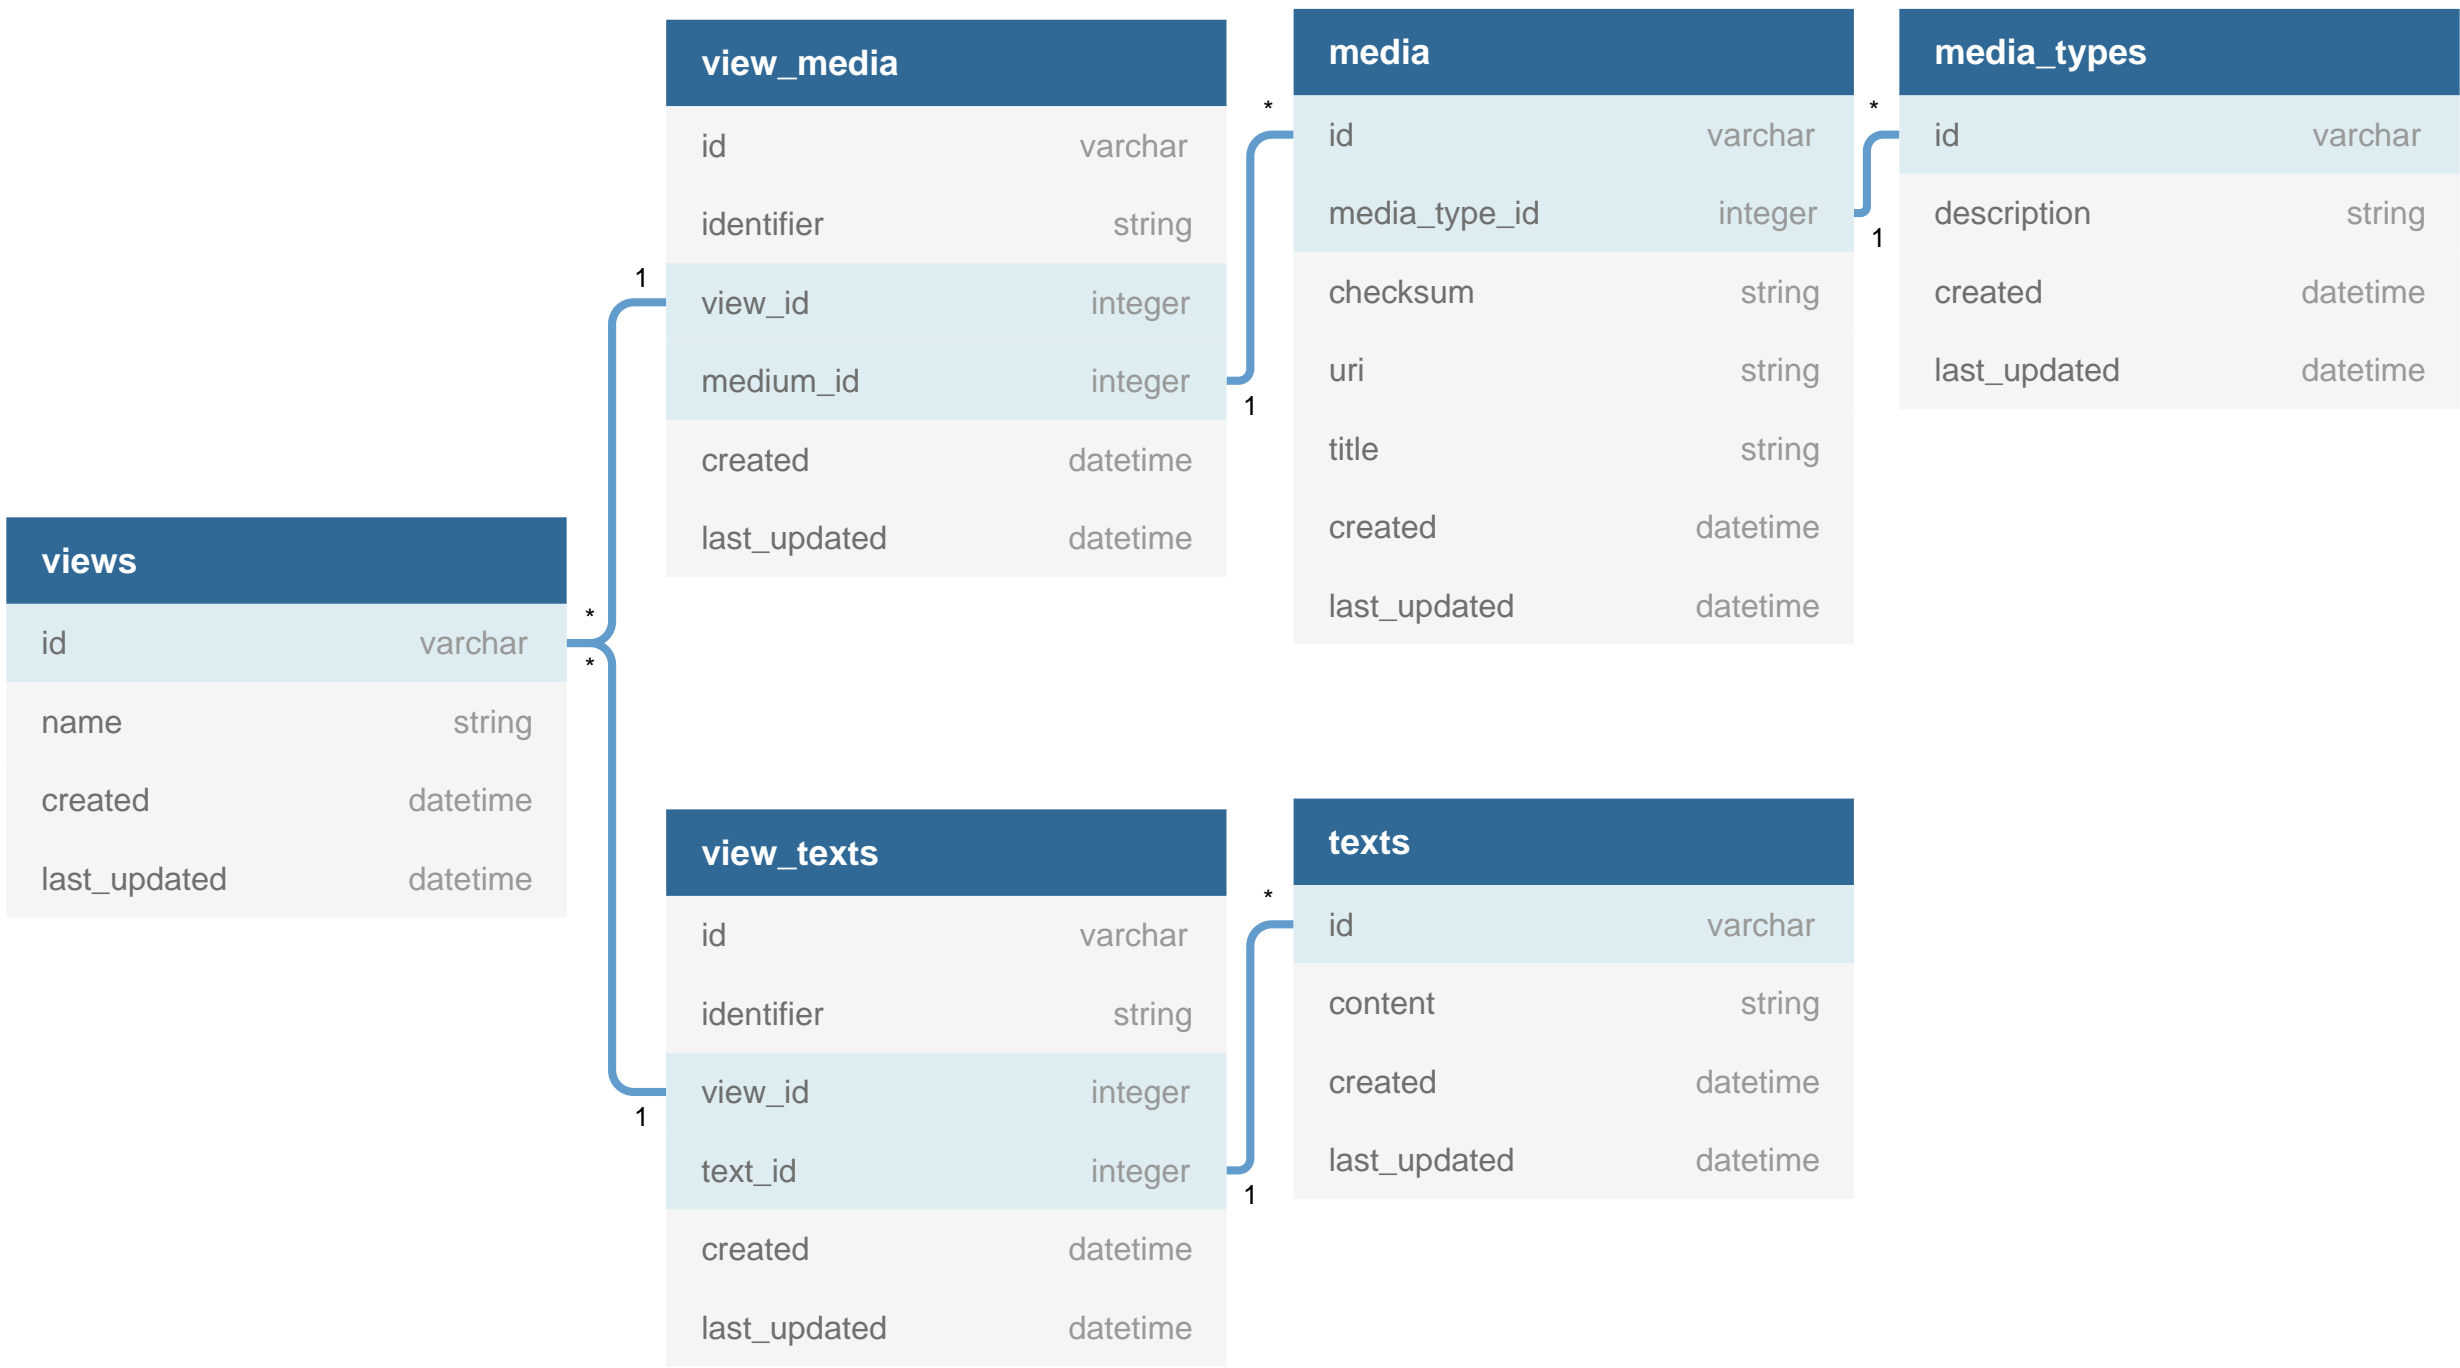 view_media
id varchar
identifier string
1
view_id integer
medium_id integer
1
created datetime
last_updated datetime
media
*
id varchar
media_type_id integer
checksum string
uri string
title string
created datetime
last_updated datetime
media_types
*
id varchar
1
description string
created datetime
last_updated datetime
views
*
id varchar
*
name string
created datetime
last_updated datetime
view_texts
id varchar
identifier string
view_id integer
1
text_id integer
1
created datetime
last_updated datetime
texts
*
id varchar
content string
created datetime
last_updated datetime